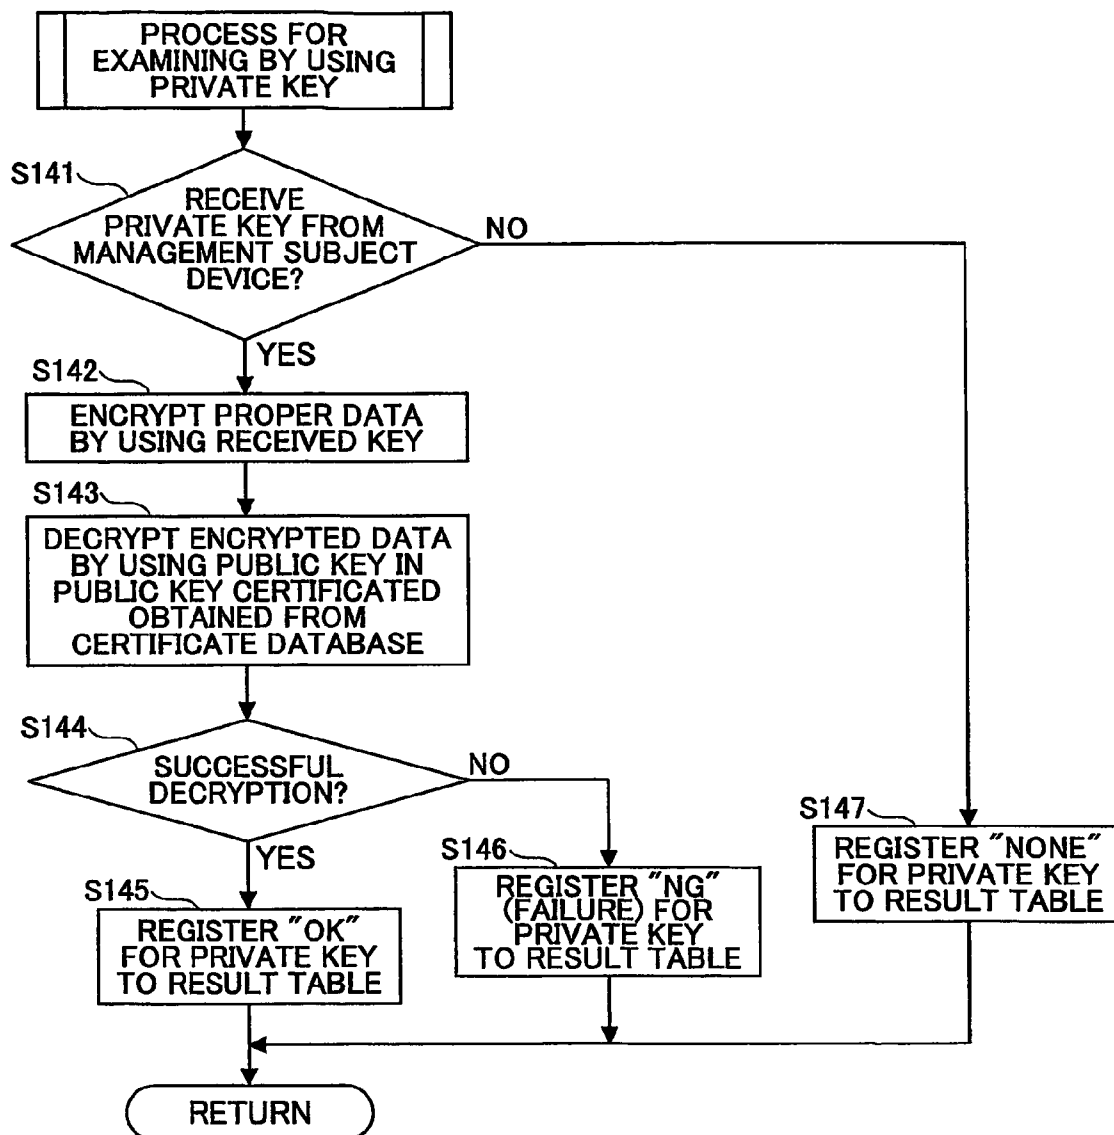 PROCESS FOR
EXAMINING BY USING
PRIVATE KEY
S141
RECEIVE
PRIVATE KEY FROM
MANAGEMENT SUBJECT
DEVICE?
NO
YES
S142
ENCRYPT PROPER DATA
BY USING RECEIVED KEY
S143
DECRYPT ENCRYPTED DATA
BY USING PUBLIC KEY IN
PUBLIC KEY CERTIFICATED
OBTAINED FROM
CERTIFICATE DATABASE
S144
SUCCESSFUL
DECRYPTION?
NO
YES
S145
REGISTER "OK"
FOR PRIVATE KEY
TO RESULT TABLE
S146
REGISTER "NG"
(FAILURE) FOR
PRIVATE KEY
TO RESULT TABLE
S147
REGISTER "NONE"
FOR PRIVATE KEY
TO RESULT TABLE
RETURN